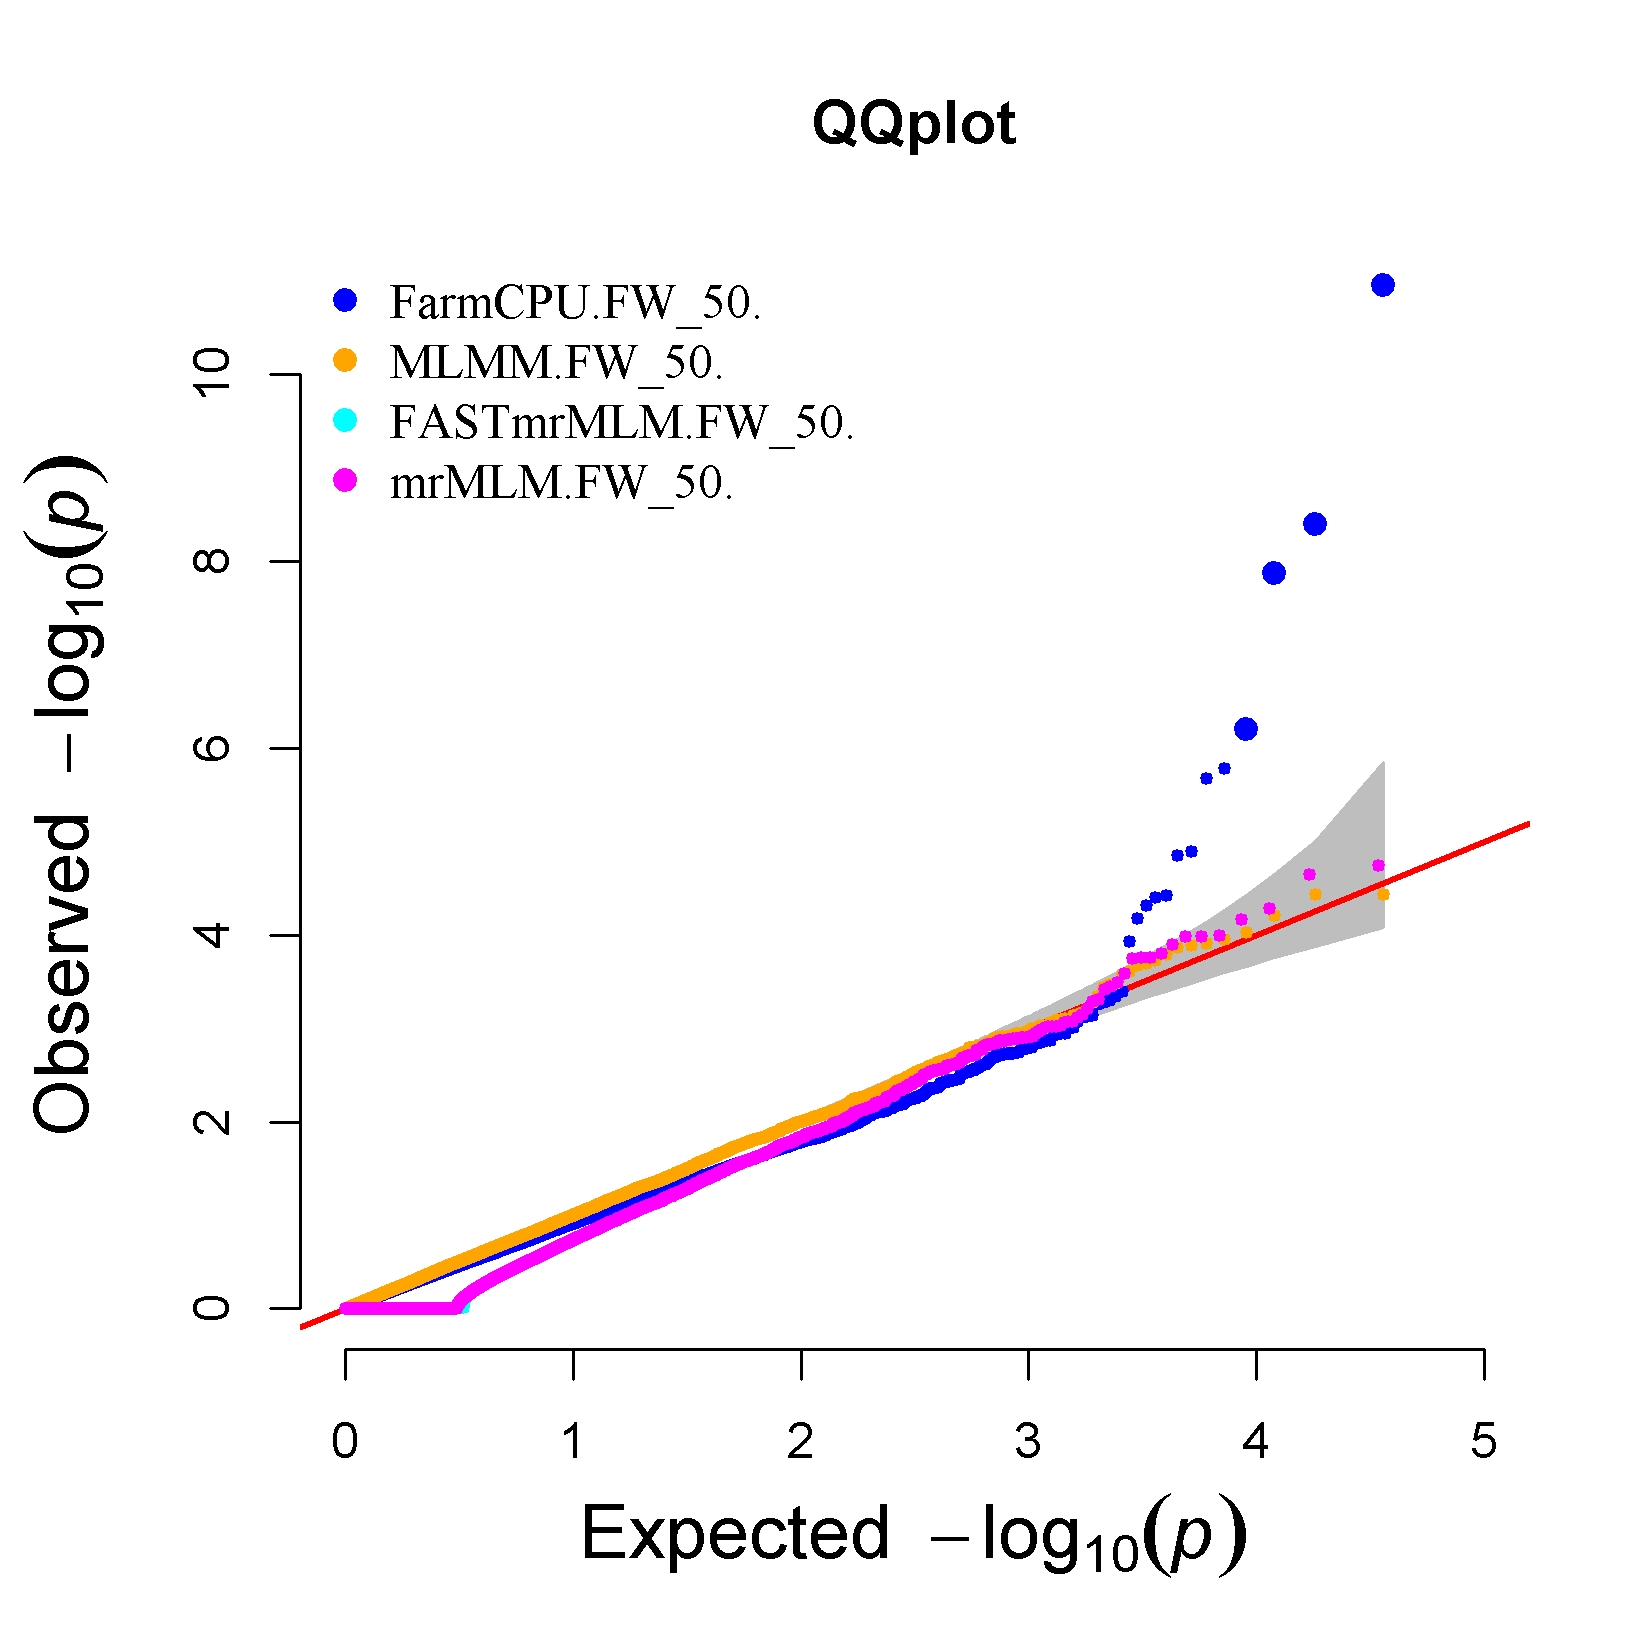 QQplot
FarmCPU.FW_50.
MLMM.FW_50.
FASTmrMLM.FW_50.
mrMLM.FW_50.
Observed −log10(p)
10
8
6
4
2
0
0 1 2 3 4 5
Expected −log10(p)